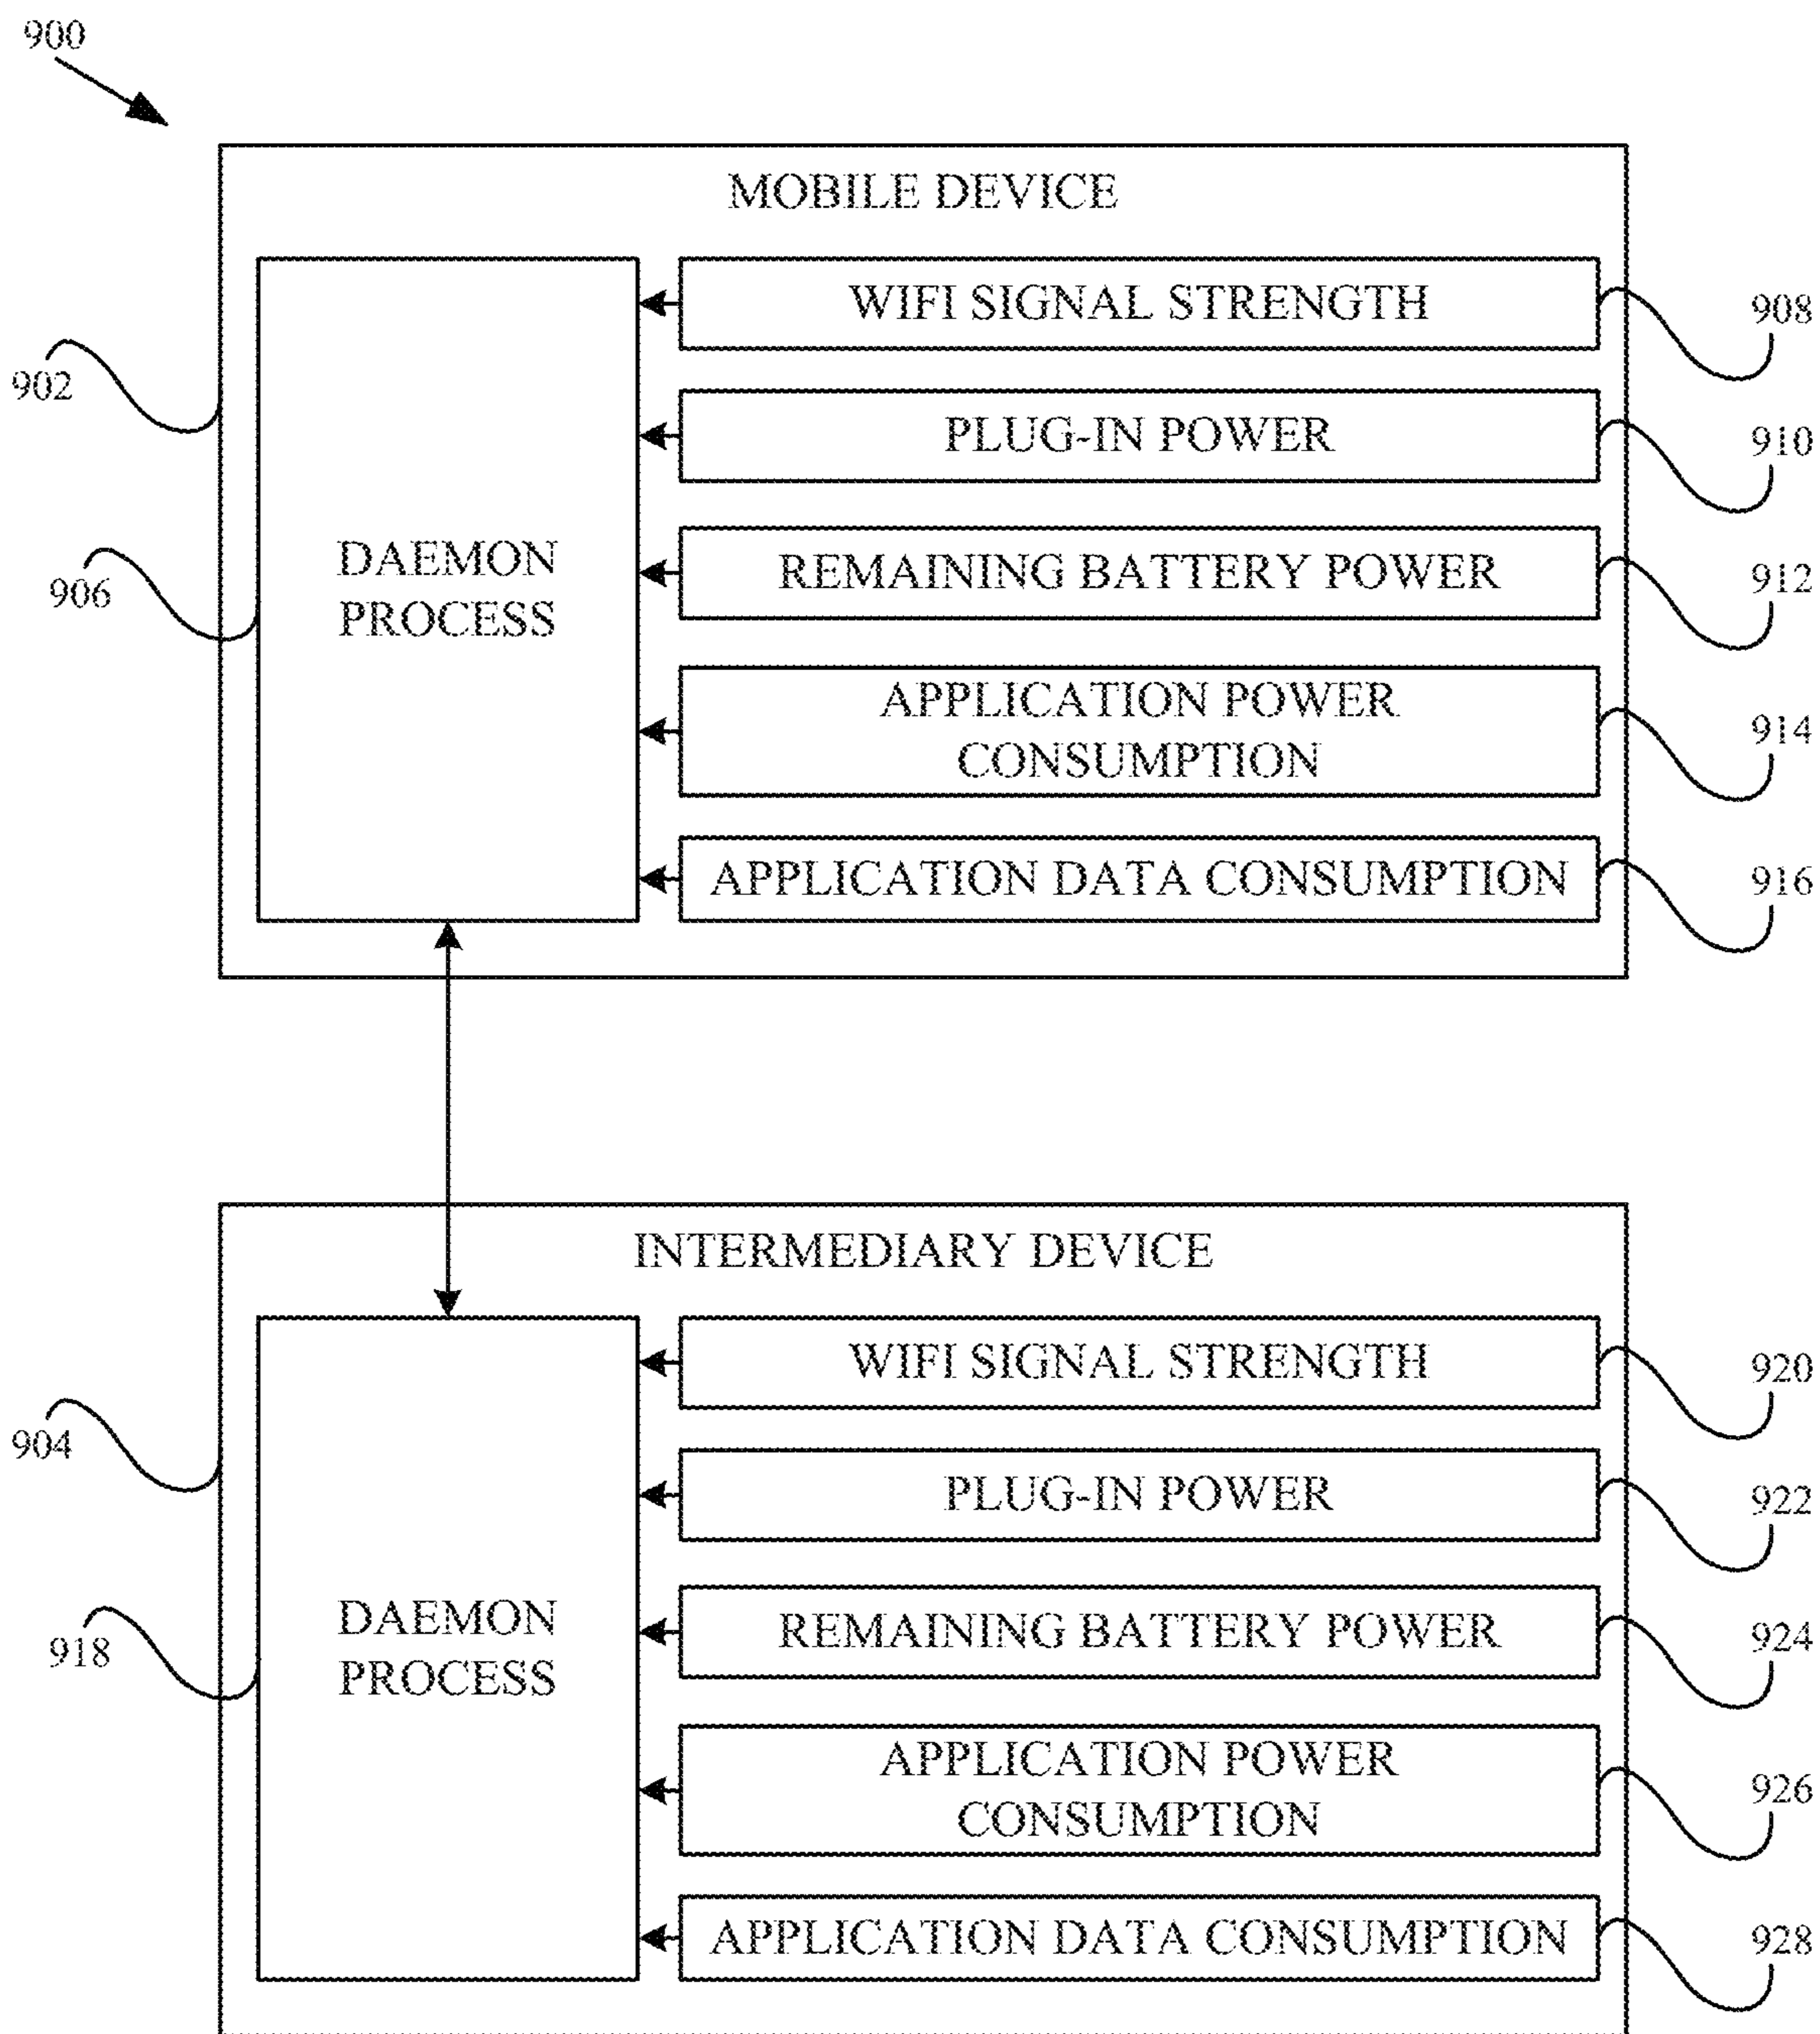 900
MOBILE DEVICE
WIFI SIGNAL STRENGTH
908
902
PLUG-IN POWER
910
DAEMON
PROCESS
906
REMAINING BATTERY POWER
912
APPLICATION POWER
CONSUMPTION
914
APPLICATION DATA CONSUMPTION
916
INTERMEDIARY DEVICE
WIFI SIGNAL STRENGTH
920
904
PLUG-IN POWER
922
DAEMON
PROCESS
918
REMAINING BATTERY POWER
924
APPLICATION POWER
CONSUMPTION
926
APPLICATION DATA CONSUMPTION
928